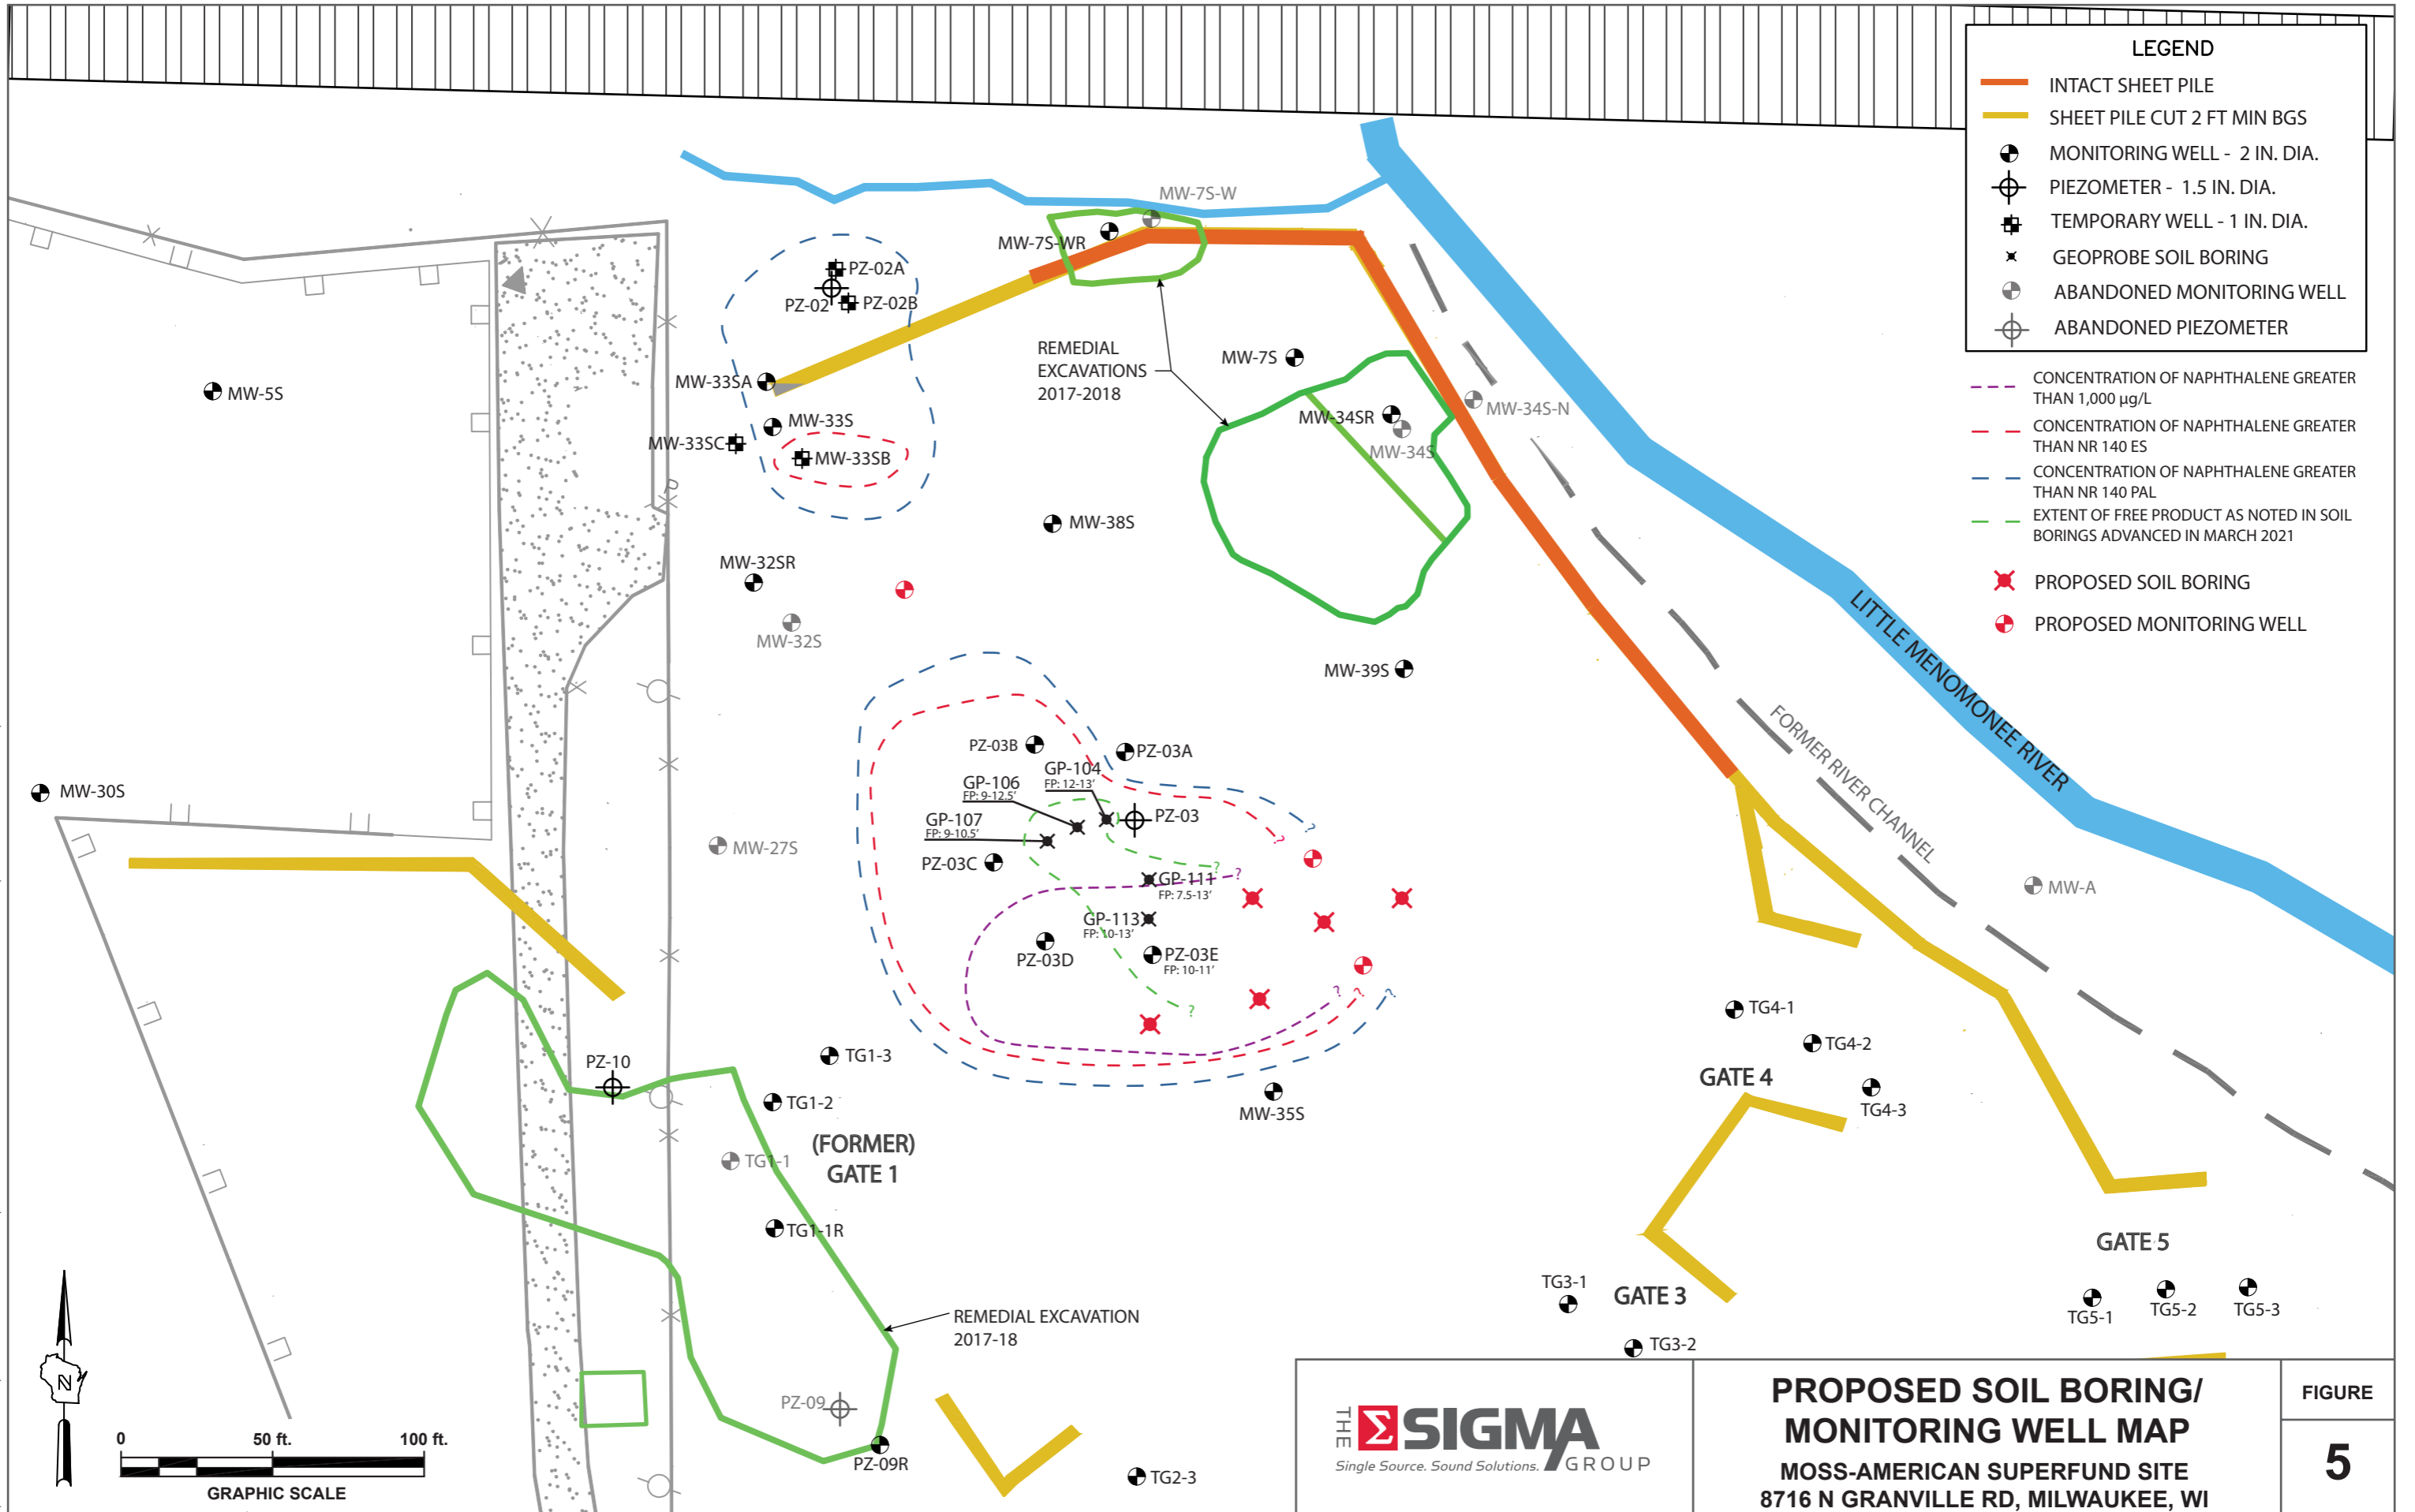 LEGEND
INTACT SHEET PILE
SHEET PILE CUT 2 FT MIN BGS
MONITORING WELL - 2 IN. DIA.
PIEZOMETER - 1.5 IN. DIA.
TEMPORARY WELL - 1 IN. DIA.
GEOPROBE SOIL BORING
ABANDONED MONITORING WELL
ABANDONED PIEZOMETER
CONCENTRATION OF NAPHTHALENE GREATER
THAN 1,000 µg/L
CONCENTRATION OF NAPHTHALENE GREATER
THAN NR 140 ES
CONCENTRATION OF NAPHTHALENE GREATER
THAN NR 140 PAL
EXTENT OF FREE PRODUCT AS NOTED IN SOIL
BORINGS ADVANCED IN MARCH 2021
PROPOSED SOIL BORING
PROPOSED MONITORING WELL
MW-7S-W
MW-7S-WR
PZ-02A
PZ-02
PZ-02B
REMEDIAL
EXCAVATIONS
2017-2018
MW-7S
MW-33SA
MW-5S
MW-33S
MW-33SC
MW-33SB
P
MW-34SR
MW-34S
MW-34S-N
MW-38S
MW-32SR
MW-32S
MW-39S
LITTLE MENOMONEE RIVER
FORMER RIVER CHANNEL
MW-30S
PZ-03B
PZ-03A
GP-104
FP: 12-13'
GP-106
FP: 9-12.5'
GP-107
FP: 9-10.5'
PZ-03
?
?
MW-27S
PZ-03C
?
?
GP-111
FP: 7.5-13'
MW-A
GP-113
FP: 10-13'
PZ-03D
PZ-03E
FP: 10-11'
?
?
?
?
TG4-1
TG4-2
GATE 4
TG4-3
PZ-10
TG1-3
TG1-2
MW-35S
(FORMER)
GATE 1
TG1-1
TG1-1R
GATE 5
TG3-1
GATE 3
TG5-1
TG5-2
TG5-3
TG3-2
REMEDIAL EXCAVATION
2017-18
PZ-09
PZ-09R
TG2-3
N
0
50 ft.
100 ft.
GRAPHIC SCALE
THE
Σ SIGMA
GROUP
Single Source. Sound Solutions.
PROPOSED SOIL BORING/
MONITORING WELL MAP
MOSS-AMERICAN SUPERFUND SITE
8716 N GRANVILLE RD, MILWAUKEE, WI
FIGURE
5